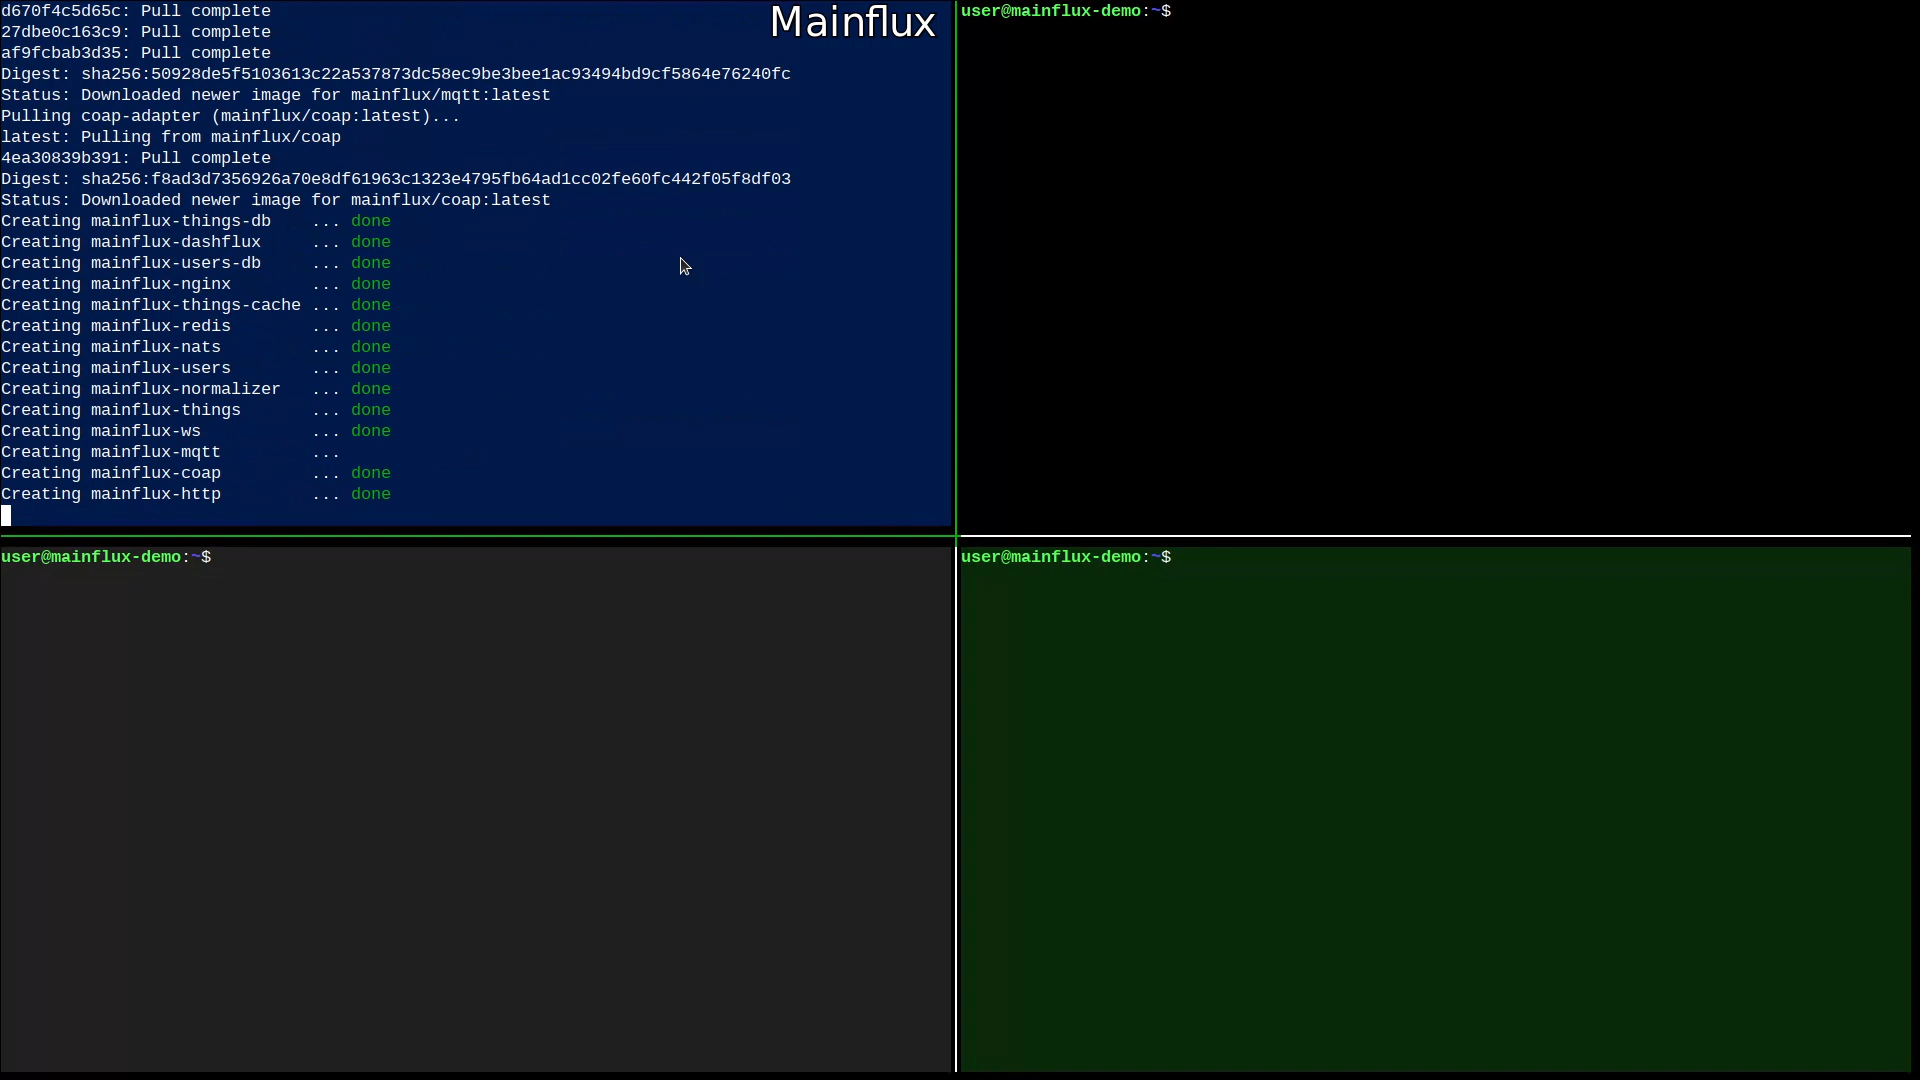 d670f4c5d65c: Pull complete
27dbe0c163c9: Pull complete
af9fcbab3d35: Pull complete
Digest: sha256:50928de5f5103613c22a537873dc58ec9be3bee1ac93494bd9cf5864e76240fc
Status: Downloaded newer image for mainflux/mqtt:latest
Pulling coap-adapter (mainflux/coap:latest)...
latest: Pulling from mainflux/coap
4ea30839b391: Pull complete
Digest: sha256:f8ad3d7356926a70e8df61963c1323e4795fb64ad1cc02fe60fc442f05f8df03
Status: Downloaded newer image for mainflux/coap:latest
Creating mainflux-things-db    ... done
Creating mainflux-dashflux     ... done
Creating mainflux-users-db     ... done
Creating mainflux-nginx        ... done
Creating mainflux-things-cache ... done
Creating mainflux-redis        ... done
Creating mainflux-nats         ... done
Creating mainflux-users        ... done
Creating mainflux-normalizer   ... done
Creating mainflux-things       ... done
Creating mainflux-ws           ... done
Creating mainflux-mqtt         ...
Creating mainflux-coap         ... done
Creating mainflux-http         ... done
Mainflux
user@mainflux-demo:~$
user@mainflux-demo:~$
user@mainflux-demo:~$